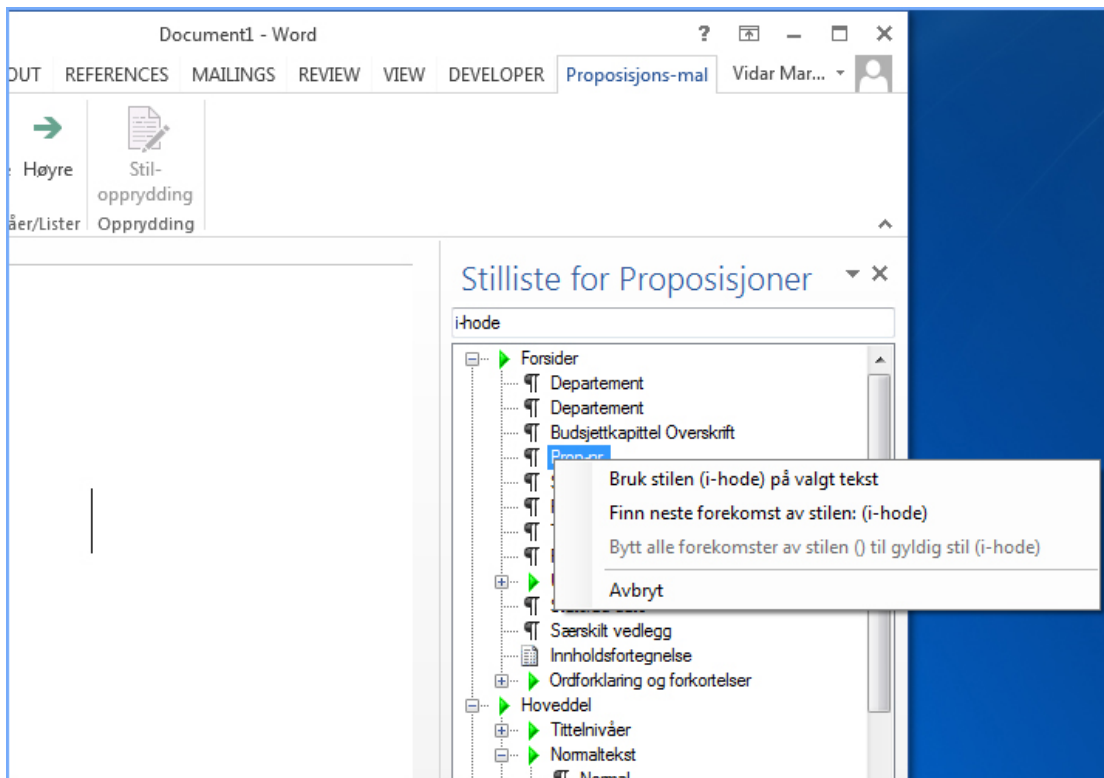 Document1 - Word ?
OUT REFERENCES MAILINGS REVIEW VIEW DEVELOPER Proposisjons-mal Vidar Mar...
Høyre Stil-
opprydding
åer/Lister Opprydding
Stilliste for Proposisjoner
i-hode
Forsider
Departement
Departement
Budsjettkapittel Overskrift
Prop-nr
Bruk stilen (i-hode) på valgt tekst
Finn neste forekomst av stilen: (i-hode)
Bytt alle forekomster av stilen () til gyldig stil (i-hode)
Avbryt
Særskilt vedlegg
Innholdsfortegnelse
Ordforklaring og forkortelser
Hoveddel
Tittelnivåer
Normaltekst
Normal